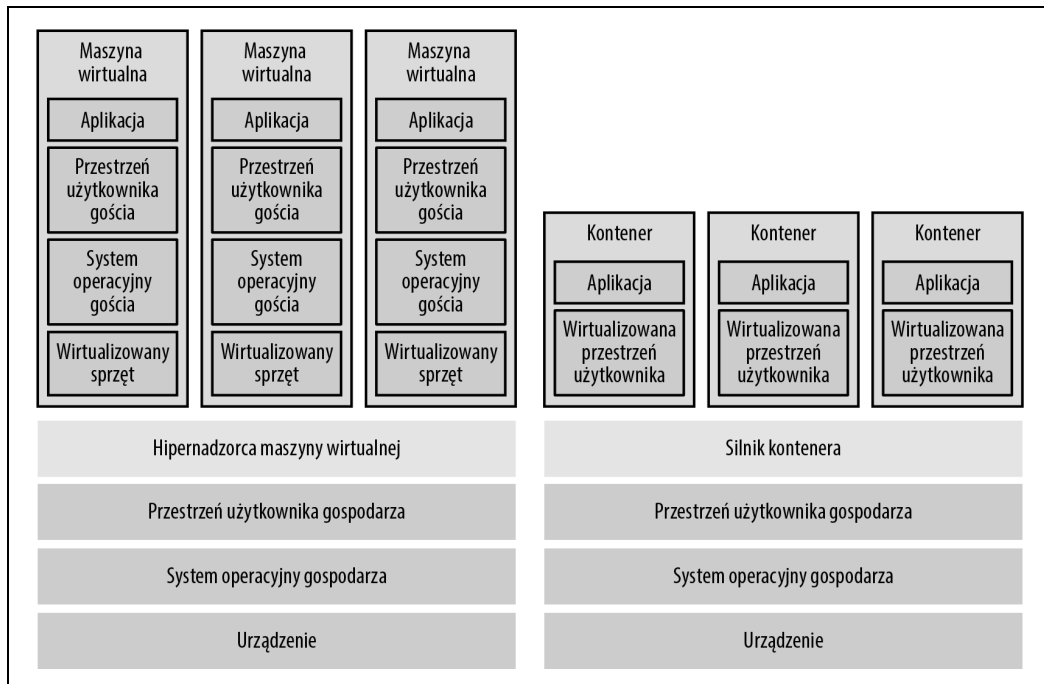 Maszyna
wirtualna
Aplikacja
Przestrzeń
użytkownika
gościa
System
operacyjny
gościa
Wirtualizowany
sprzęt
Maszyna
wirtualna
Aplikacja
Przestrzeń
użytkownika
gościa
System
operacyjny
gościa
Wirtualizowany
sprzęt
Maszyna
wirtualna
Aplikacja
Przestrzeń
użytkownika
gościa
System
operacyjny
gościa
Wirtualizowany
sprzęt
Hipernadzorca maszyny wirtualnej
Przestrzeń użytkownika gospodarza
System operacyjny gospodarza
Urządzenie
Kontener
Aplikacja
Wirtualizowana
przestrzeń
użytkownika
Kontener
Aplikacja
Wirtualizowana
przestrzeń
użytkownika
Kontener
Aplikacja
Wirtualizowana
przestrzeń
użytkownika
Silnik kontenera
Przestrzeń użytkownika gospodarza
System operacyjny gospodarza
Urządzenie